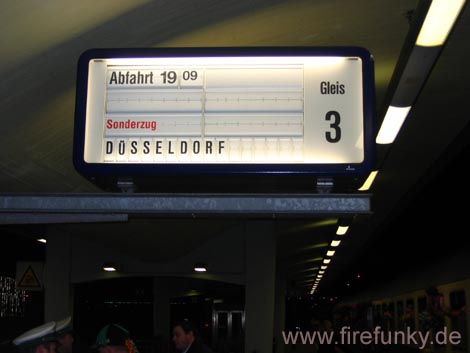 Abfahrt 19 09
Gleis
3
Sonderzug
DÜSSELDORF
www.firefunky.de